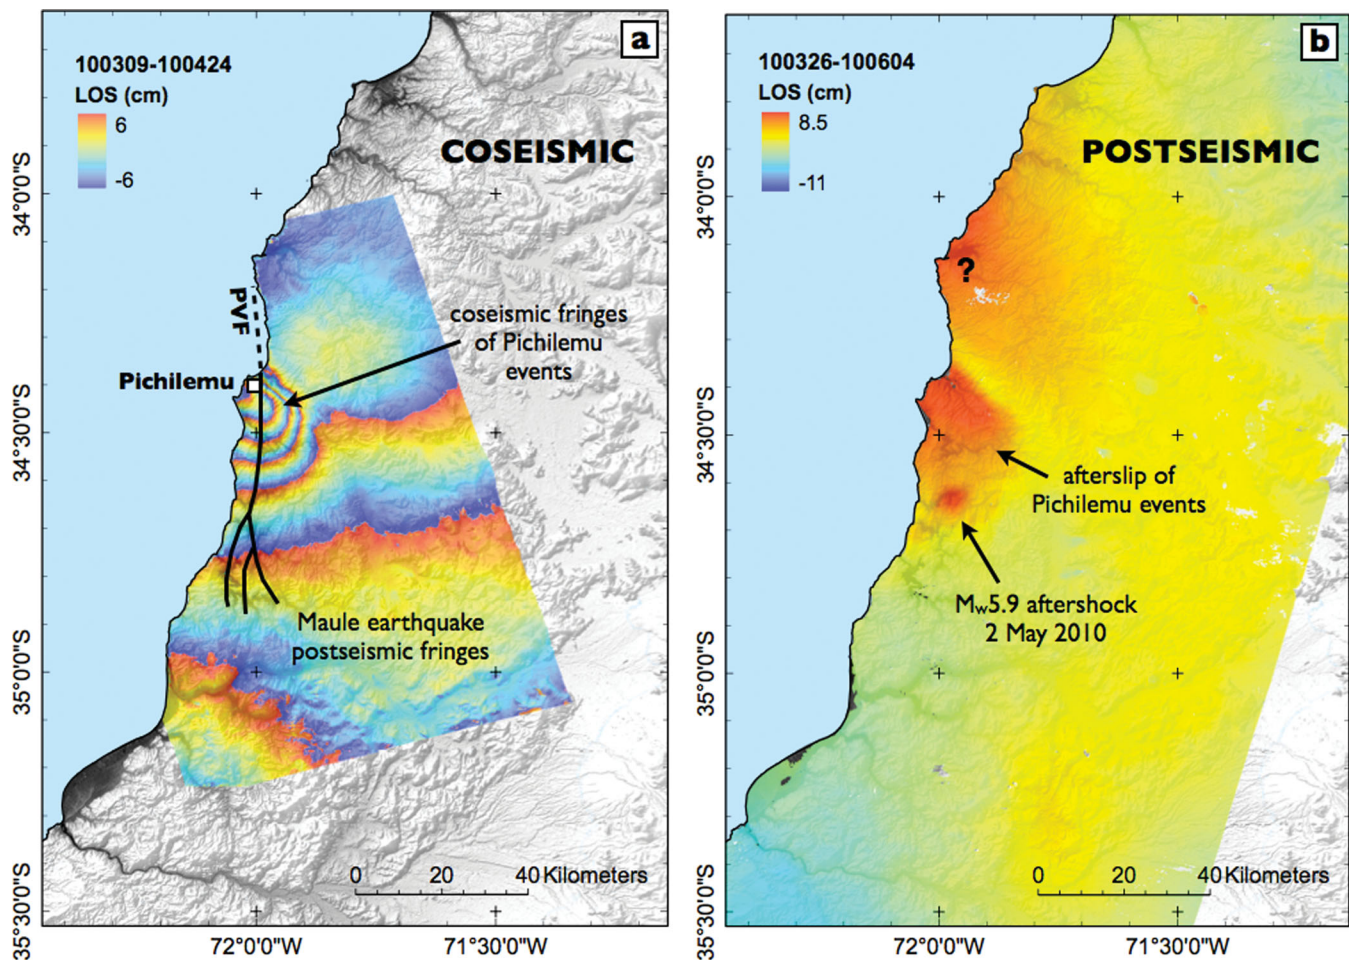 a
100309-100424
LOS (cm)
6
-6
COSEISMIC
34°0'0"S
34°30'0"S
35°0'0"S
35°30'0"S
PVF
Pichilemu
coseismic fringes
of Pichilemu
events
Maule earthquake
postseismic fringes
0 20 40 Kilometers
72°0'0"W
71°30'0"W
b
100326-100604
LOS (cm)
8.5
-11
POSTSEISMIC
34°0'0"S
34°30'0"S
35°0'0"S
35°30'0"S
?
afterslip of
Pichilemu events
Mw5.9 aftershock
2 May 2010
0 20 40 Kilometers
72°0'0"W
71°30'0"W